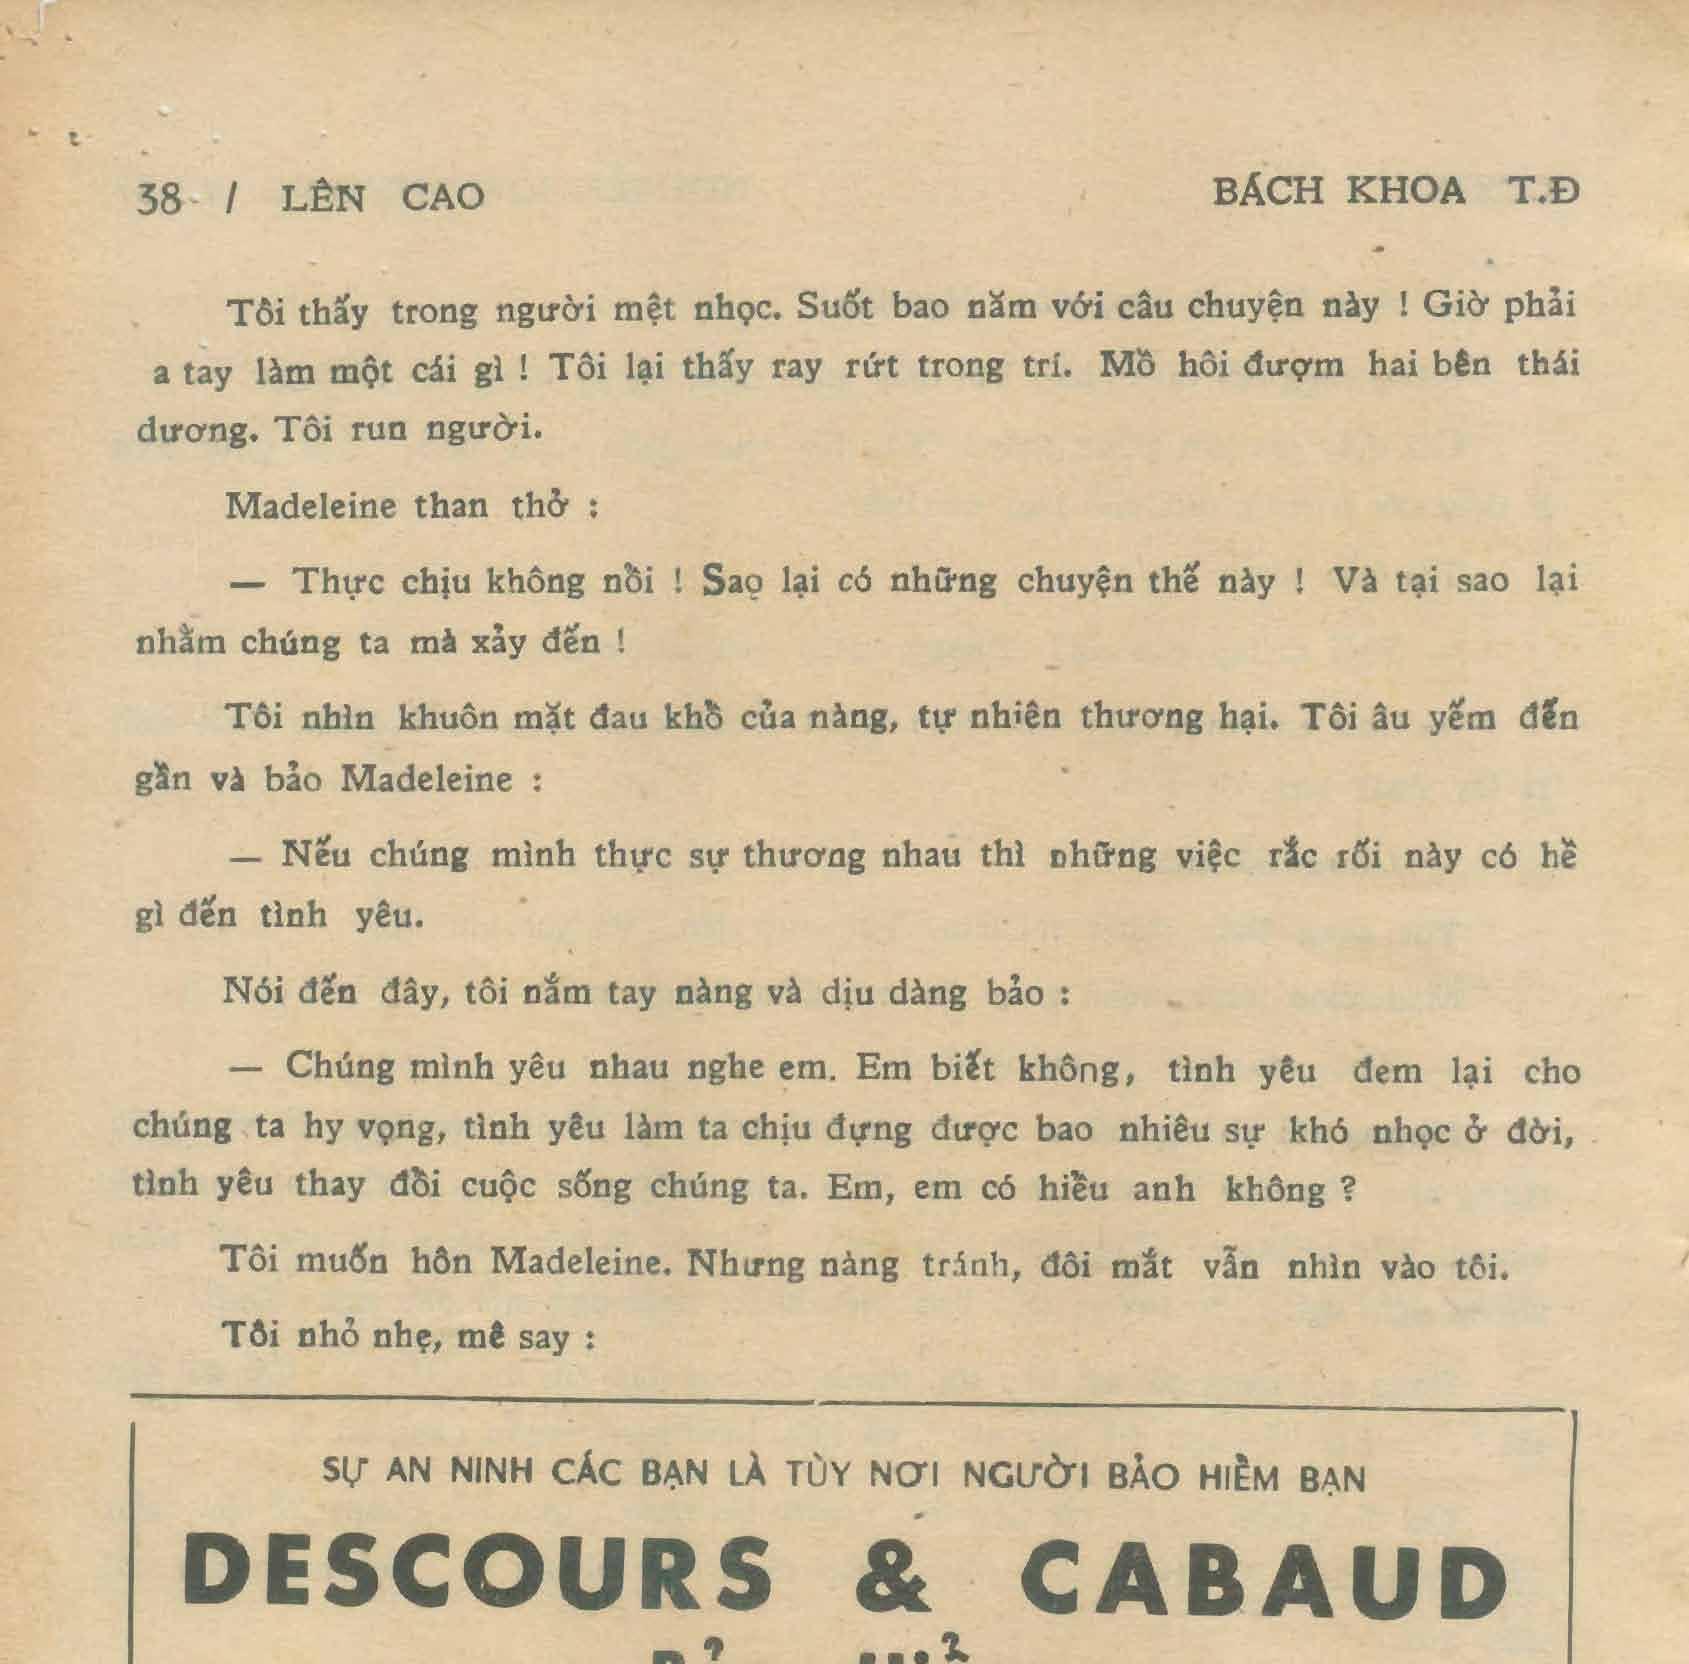 38 / LÊN CAO BÁCH KHOA T.Đ
Tôi thấy trong người mệt nhọc. Suốt bao năm với câu chuyện này ! Giờ phải
a tay làm một cái gì ! Tôi lại thấy ray rứt trong trí. Mồ hôi đượm hai bên thái
dương. Tôi run người.
Madeleine than thở :
— Thực chịu không nổi ! Sao lại có những chuyện thế này ! Và tại sao lại
nhằm chúng ta mà xảy đến !
Tôi nhìn khuôn mặt đau khổ của nàng, tự nhiên thương hại. Tôi âu yếm đến
gần và bảo Madeleine :
— Nếu chúng mình thực sự thương nhau thì những việc rắc rối này có hề
gì đến tình yêu.
Nói đến đây, tôi nắm tay nàng và dịu dàng bảo :
— Chúng mình yêu nhau nghe em. Em biết không, tình yêu đem lại cho
chúng ta hy vọng, tình yêu làm ta chịu đựng được bao nhiêu sự khó nhọc ở đời,
tình yêu thay đổi cuộc sống chúng ta. Em, em có hiểu anh không ?
Tôi muốn hôn Madeleine. Nhưng nàng tránh, đôi mắt vẫn nhìn vào tôi.
Tôi nhỏ nhẹ, mê say :
SỰ AN NINH CÁC BẠN LÀ TÙY NƠI NGƯỜI BẢO HIỂM BẠN
DESCOURS & CABAUD